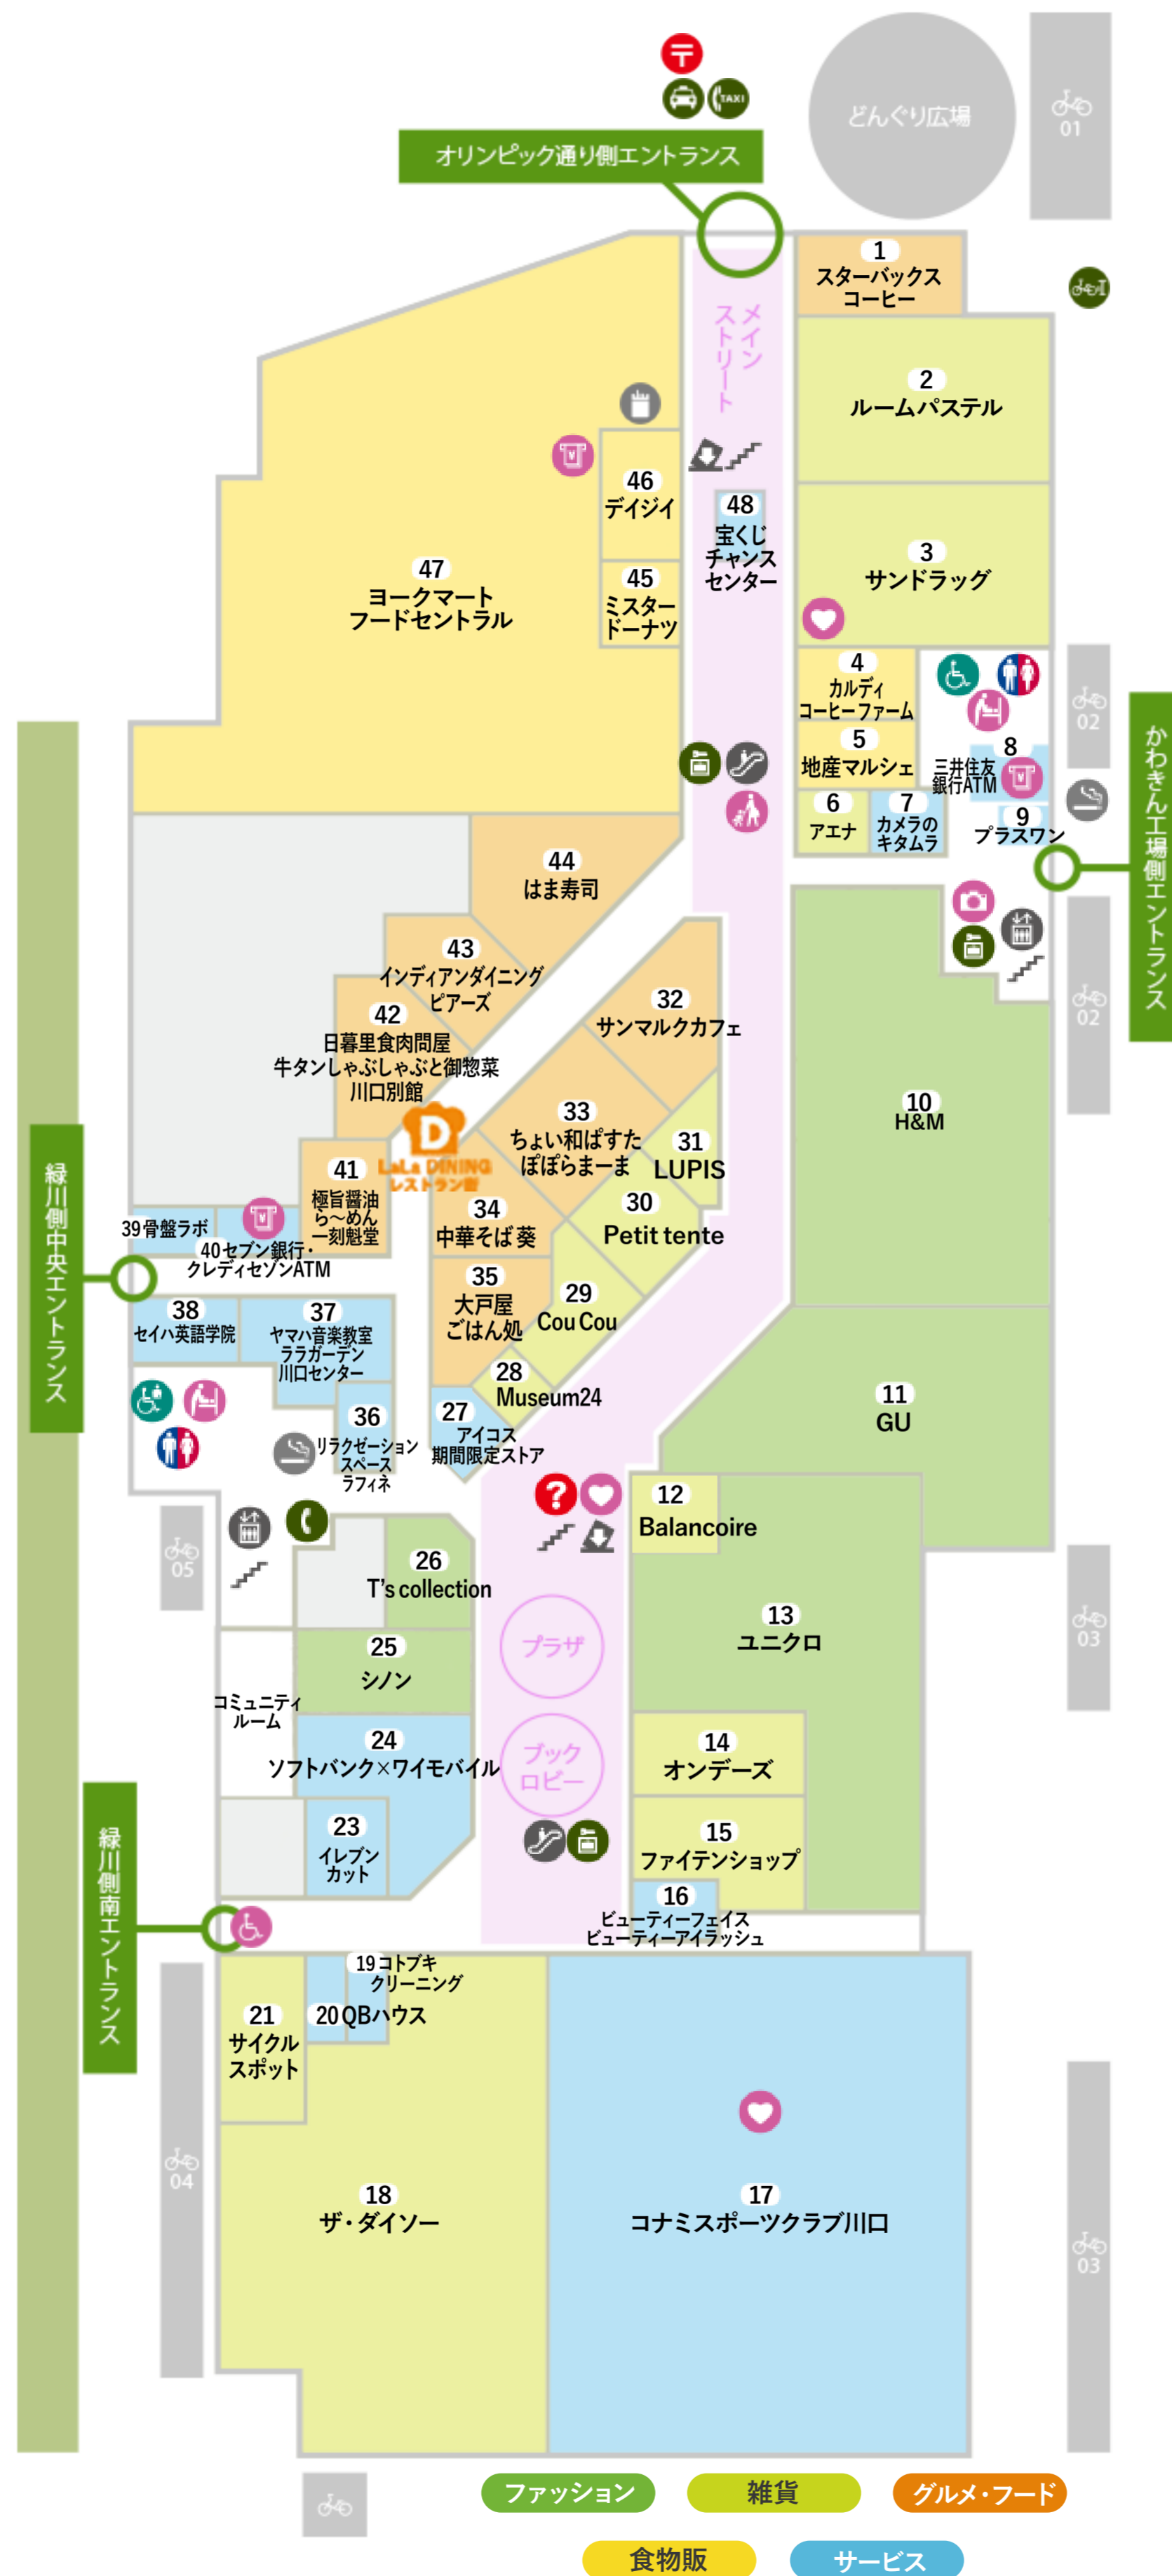 〒
TAXI
どんぐり広場
01
オリンピック通り側エントランス
1
スターバックス
コーヒー
メイン
ストリート
2
ルームパステル
46
デイジイ
48
宝くじ
チャンス
センター
3
サンドラッグ
47
ヨークマート
フードセントラル
45
ミスター
ドーナツ
4
カルディ
コーヒーファーム
02
5
地産マルシェ
8
三井住友
銀行ATM
かわきん工場側エントランス
6
アエナ
7
カメラの
キタムラ
9
プラスワン
44
はま寿司
43
インディアンダイニング
ピアーズ
32
サンマルクカフェ
02
42
日暮里食肉問屋
牛タンしゃぶしゃぶと御惣菜
川口別館
10
H&M
D
LaLa DINING
レストラン街
33
ちょい和ぱすた
ぽぽらまーま
31
LUPIS
緑川側中央エントランス
41
極旨醤油
ら〜めん
一刻魁堂
30
Petit tente
34
中華そば 葵
39 骨盤ラボ
40 セブン銀行・
クレディセゾンATM
35
大戸屋
ごはん処
29
Cou Cou
38
セイハ英語学院
37
ヤマハ音楽教室
ララガーデン
川口センター
28
Museum24
11
GU
36
リラクゼーション
スペース
ラフィネ
27
アイコス
期間限定ストア
?
12
Balancoire
05
26
T's collection
プラザ
13
ユニクロ
03
25
シノン
コミュニティ
ルーム
24
ソフトバンク×ワイモバイル
ブック
ロビー
14
オンデーズ
23
イレブン
カット
15
ファイテンショップ
緑川側南エントランス
16
ビューティーフェイス
ビューティーアイラッシュ
19 コトブキ
クリーニング
20 QBハウス
21
サイクル
スポット
04
18
ザ・ダイソー
17
コナミスポーツクラブ川口
03
ファッション
雑貨
グルメ・フード
食物販
サービス